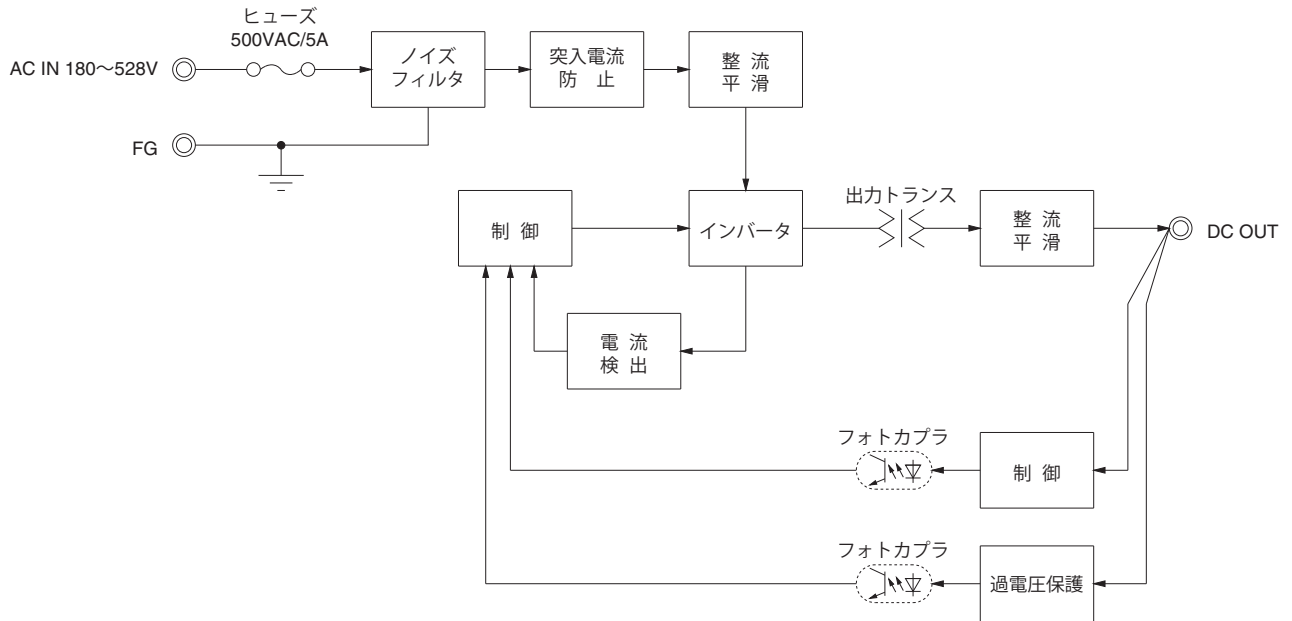 ヒューズ
500VAC/5A
AC IN 180～528V
ノイズ
フィルタ
突入電流
防 止
整 流
平 滑
FG
制 御
インバータ
出力トランス
整 流
平 滑
DC OUT
電 流
検 出
フォトカプラ
制 御
フォトカプラ
過電圧保護